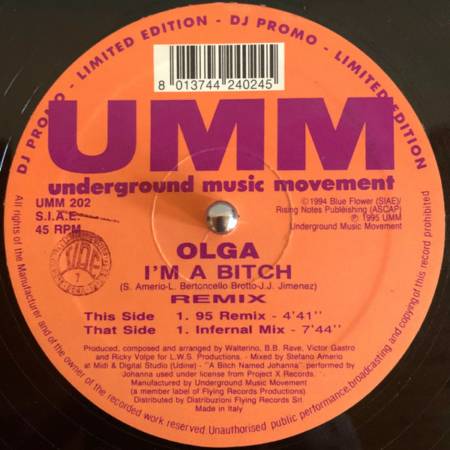 DJ PROMO - LIMITED EDITION - DJ PROMO - LIMITED EDITION
8 013744 240245
UMM
underground music movement
UMM 202
S.I.A.E.
45 RPM
©1994 Blue Flower (SIAE)/
Rising Notes Publishing (ASCAP)
℗1995 UMM
Underground Music Movement
OLGA
I'M A BITCH
(S. Amerio-L. Bertoncello Brotto-J.J. Jimenez)
REMIX
This Side 1. 95 Remix - 4'41''
That Side 1. Infernal Mix - 7'44''
Produced, composed and arranged by Walterino, B.B. Rave, Victor Gastro
and Ricky Volpe for L.W.S. Productions. - Mixed by Stefano Amerio
at Midi & Digital Studio (Udine) - "A Bitch Named Johanna" performed by
Johanna used under license from Project X Records.
Manufactured by Underground Music Movement
(a member label of Flying Records Productions)
Distributed by Distribuzioni Flying Records Srl
Made in Italy
All rights of the Manufacturer and of the owner of the recorded work reserved. Unauthorised public performance, broadcasting and copying of this record prohibited